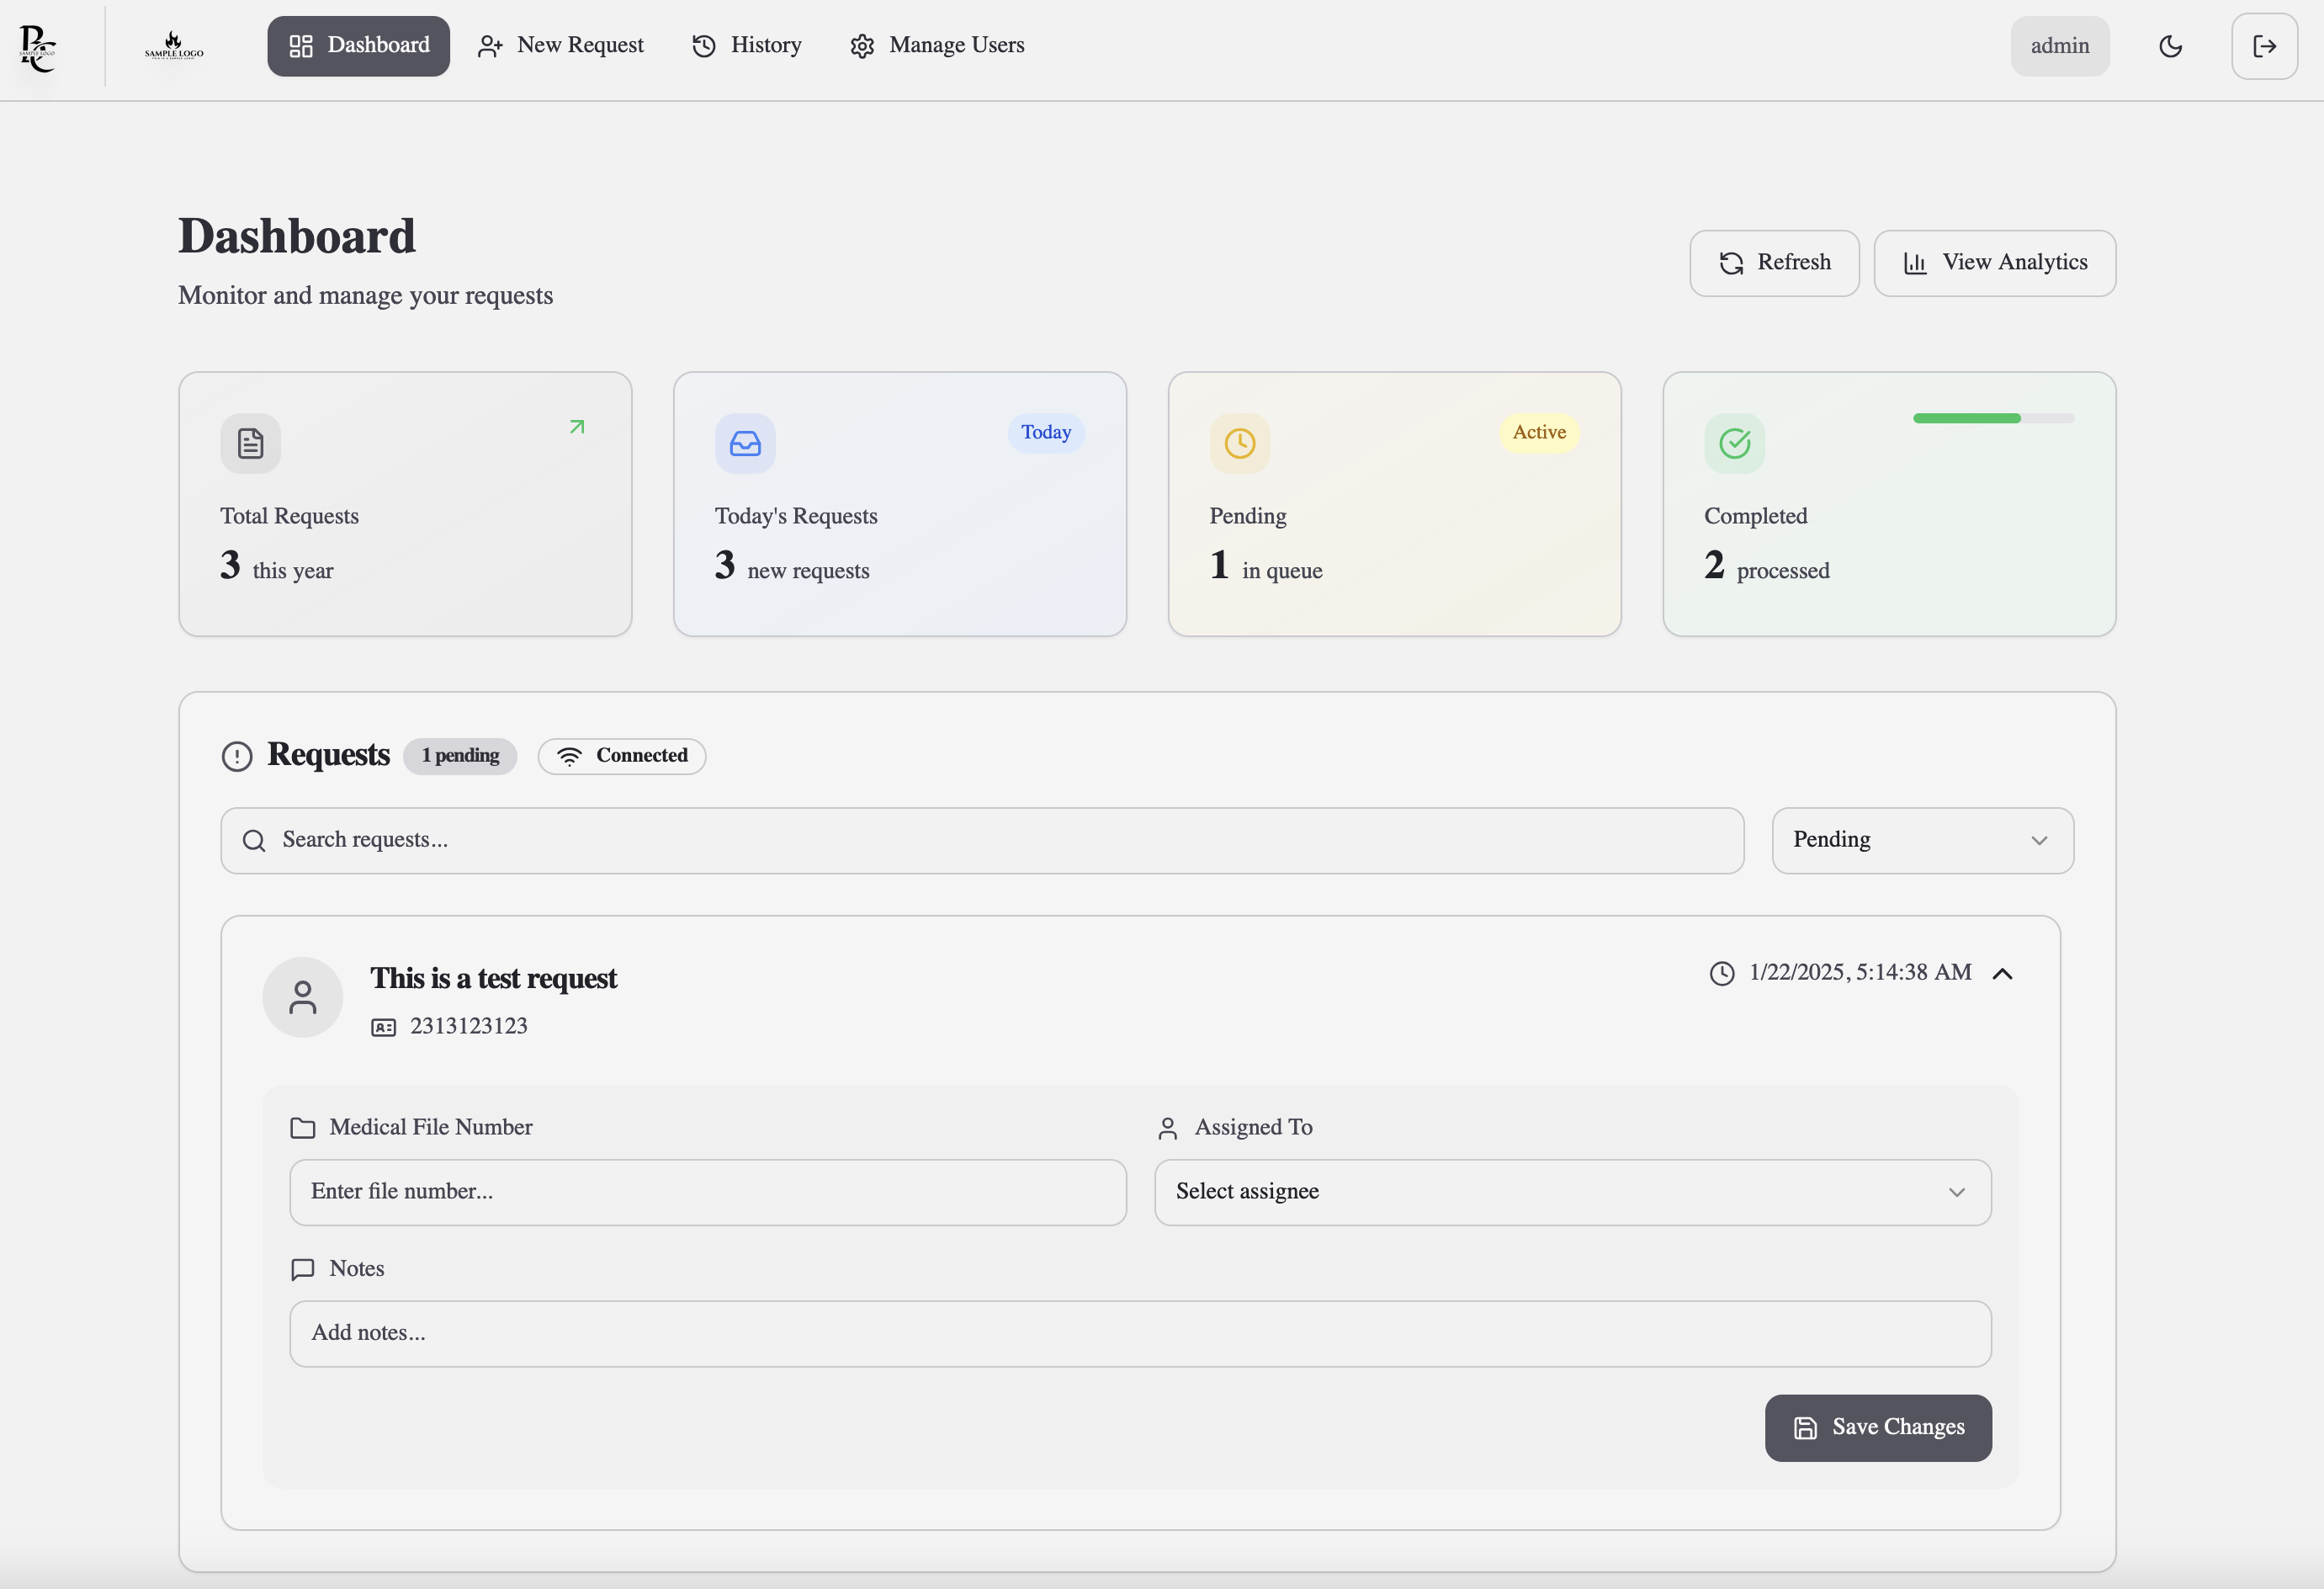 SAMPLE LOGO
SAMPLE LOGO
Dashboard
New Request
History
Manage Users
admin
Dashboard
Monitor and manage your requests
Refresh
View Analytics
Total Requests
3 this year
Today
Today's Requests
3 new requests
Active
Pending
1 in queue
Completed
2 processed
Requests
1 pending
Connected
Search requests...
Pending
This is a test request
1/22/2025, 5:14:38 AM
2313123123
Medical File Number
Assigned To
Enter file number...
Select assignee
Notes
Add notes...
Save Changes